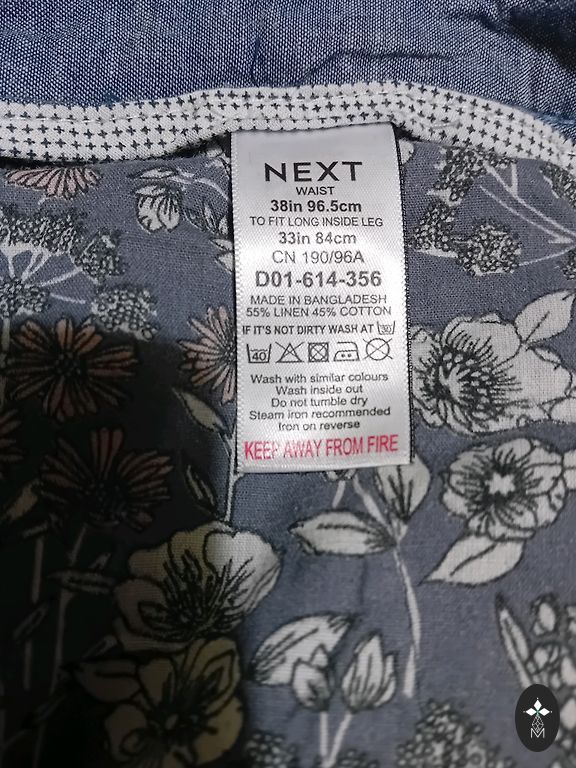 NEXT
WAIST
38in 96.5cm
TO FIT LONG INSIDE LEG
33in 84cm
CN 190/96A
D01-614-356
MADE IN BANGLADESH
55% LINEN 45% COTTON
IF IT'S NOT DIRTY WASH AT 30
40
Wash with similar colours
Wash inside out
Do not tumble dry
Steam iron recommended
Iron on reverse
KEEP AWAY FROM FIRE
M